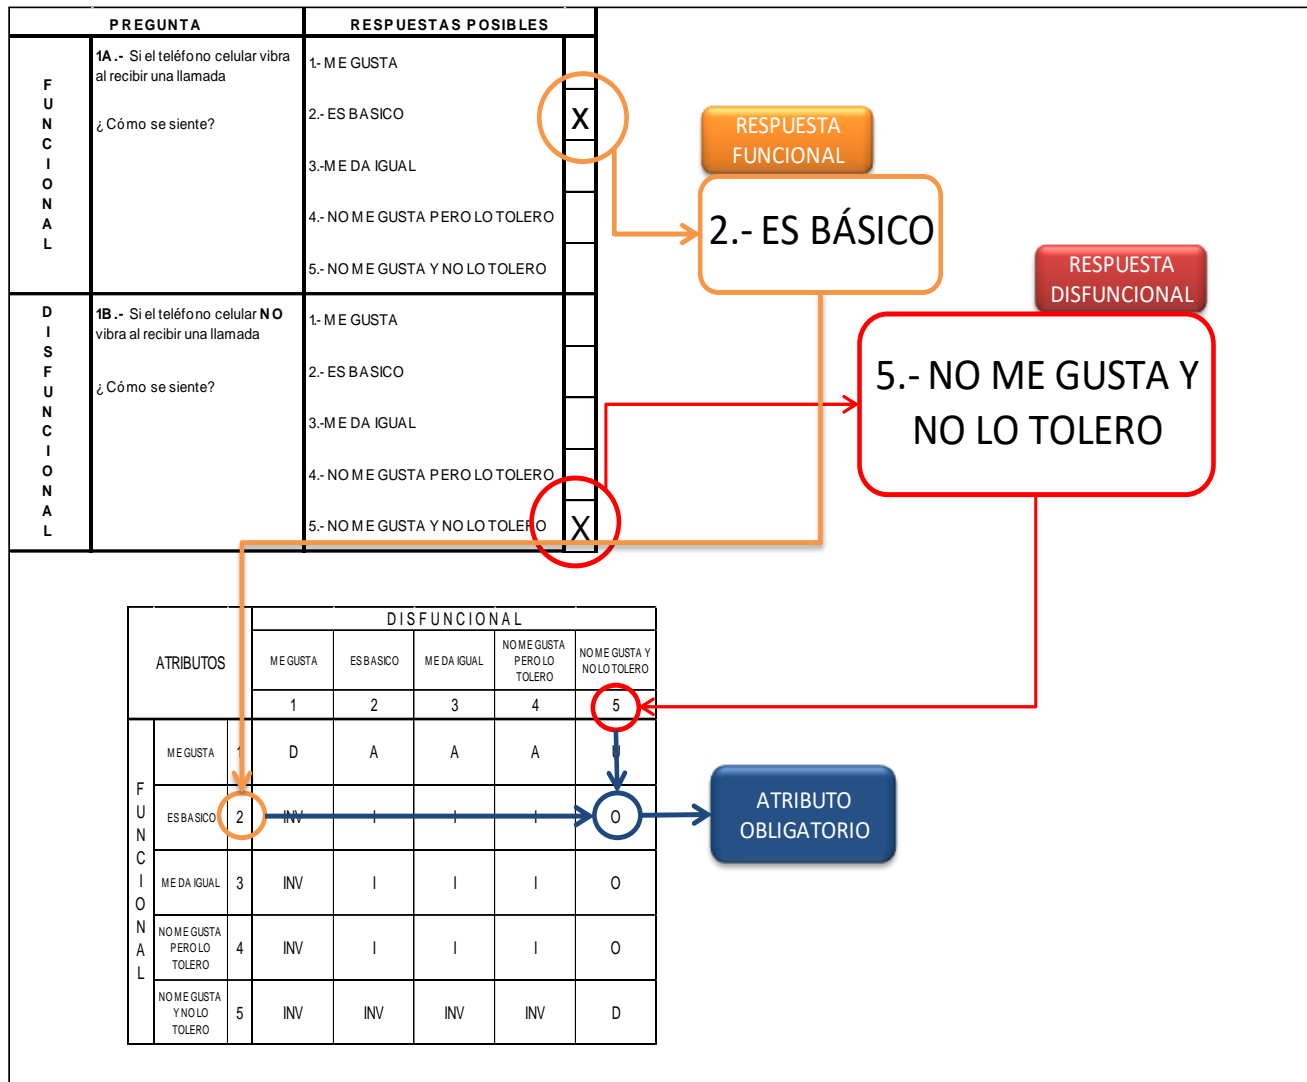 PREGUNTA
RESPUESTAS POSIBLES
FUNCIONAL
1A.- Si el teléfono celular vibra
al recibir una llamada
¿Cómo se siente?
1.- ME GUSTA
2.- ES BASICO
X
3.-ME DA IGUAL
4.- NO ME GUSTA PERO LO TOLERO
5.- NO ME GUSTA Y NO LO TOLERO
RESPUESTA
FUNCIONAL
2.- ES BÁSICO
RESPUESTA
DISFUNCIONAL
5.- NO ME GUSTA Y
NO LO TOLERO
DISFUNCIONAL
1B.- Si el teléfono celular NO
vibra al recibir una llamada
¿Cómo se siente?
1.- ME GUSTA
2.- ES BASICO
3.-ME DA IGUAL
4.- NO ME GUSTA PERO LO TOLERO
5.- NO ME GUSTA Y NO LO TOLERO
X
ATRIBUTOS
DISFUNCIONAL
ME GUSTA
ES BASICO
ME DA IGUAL
NO ME GUSTA
PERO LO
TOLERO
NO ME GUSTA Y
NO LO TOLERO
1 2 3 4 5
FUNCIONAL
ME GUSTA 1 D A A A U
ES BASICO 2 INV I I I O
ME DA IGUAL 3 INV I I I O
NO ME GUSTA
PERO LO
TOLERO
4 INV I I I O
NO ME GUSTA
Y NO LO
TOLERO
5 INV INV INV INV D
ATRIBUTO
OBLIGATORIO